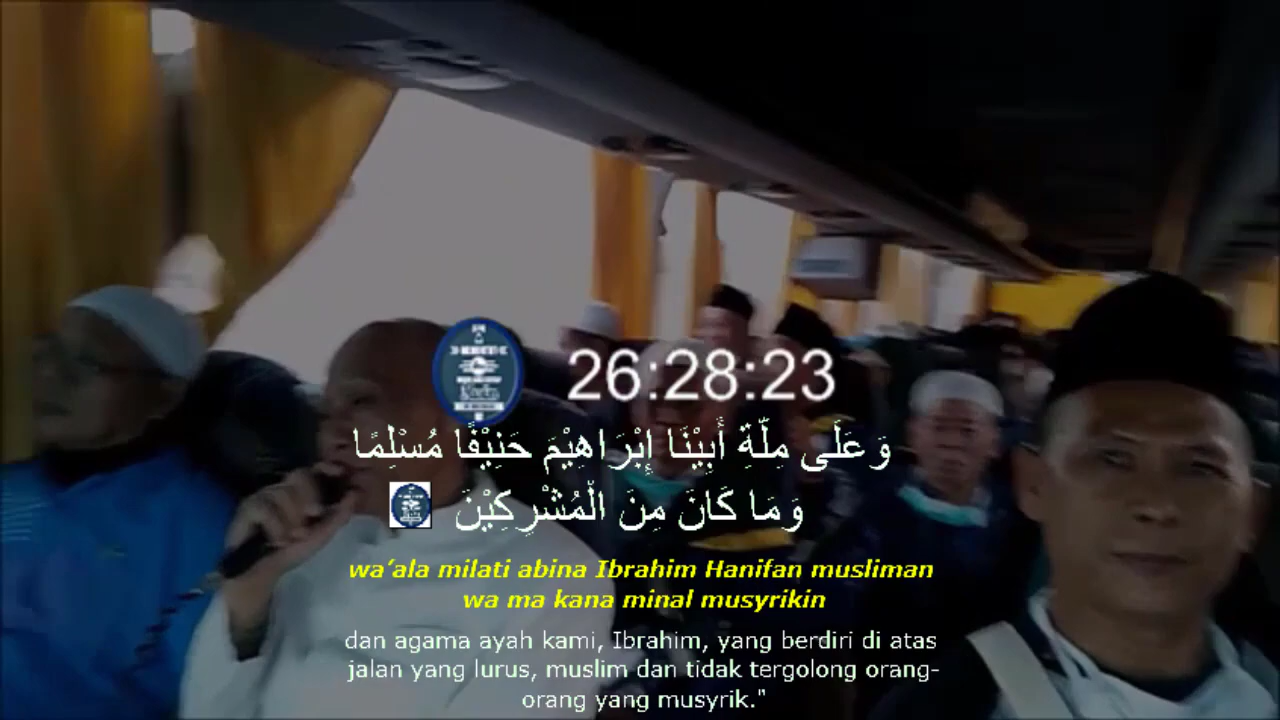 26:28:23
وَعَلَى مِلَّةِ أَبِيْنَا إِبْرَاهِيْمَ حَنِيْفًا مُسْلِمًا
وَمَا كَانَ مِنَ الْمُشْرِكِيْنَ
wa‘ala milati abina Ibrahim Hanifan musliman
wa ma kana minal musyrikin
dan agama ayah kami, Ibrahim, yang berdiri di atas
jalan yang lurus, muslim dan tidak tergolong orang-
orang yang musyrik."